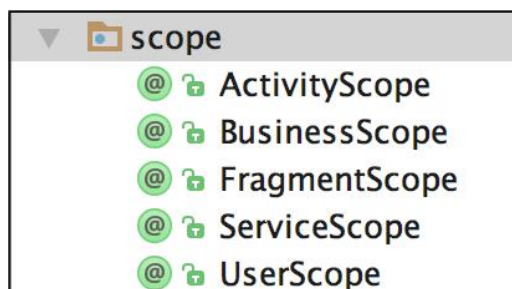 scope
@ ActivityScope
@ BusinessScope
@ FragmentScope
@ ServiceScope
@ UserScope